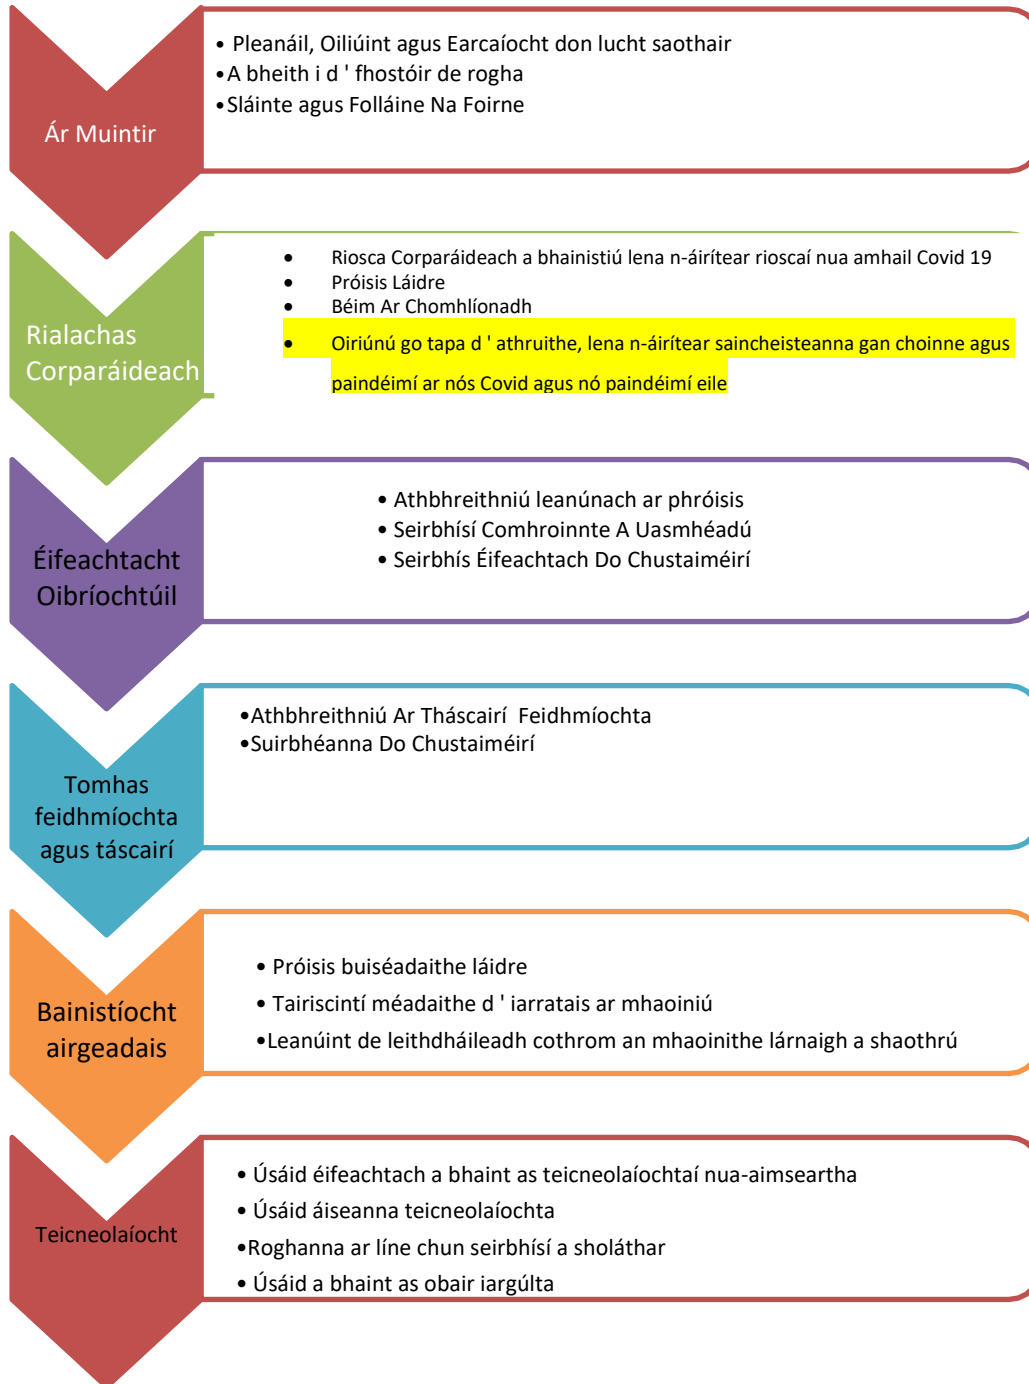 Ár Muintir
• Pleanáil, Oiliúint agus Earcaíocht don lucht saothair
• A bheith i d ' fhostóir de rogha
• Sláinte agus Folláine Na Foirne
Rialachas
Corparáideach
• Riosca Corparáideach a bhainistiú lena n-áirítear rioscaí nua amhail Covid 19
• Próisis Láidre
• Béim Ar Chomhlíonadh
• Oiriúnú go tapa d ' athruithe, lena n-áirítear saincheisteanna gan choinne agus
paindéimí ar nós Covid agus nó paindéimí eile
Éifeachtacht
Oibríochtúil
• Athbhreithniú leanúnach ar phróisis
• Seirbhísí Comhroinnte A Uasmhéadú
• Seirbhís Éifeachtach Do Chustaiméirí
Tomhas
feidhmíochta
agus táscairí
•Athbhreithniú Ar Tháscairí Feidhmíochta
•Suirbhéanna Do Chustaiméirí
Bainistíocht
airgeadais
• Próisis buiséadaithe láidre
• Tairiscintí méadaithe d ' iarratais ar mhaoiniú
•Leanúint de leithdháileadh cothrom an mhaoinithe lárnaigh a shaothrú
Teicneolaíocht
• Úsáid éifeachtach a bhaint as teicneolaíochtaí nua-aimseartha
• Úsáid áiseanna teicneolaíochta
•Roghanna ar líne chun seirbhísí a sholáthar
• Úsáid a bhaint as obair iargúlta